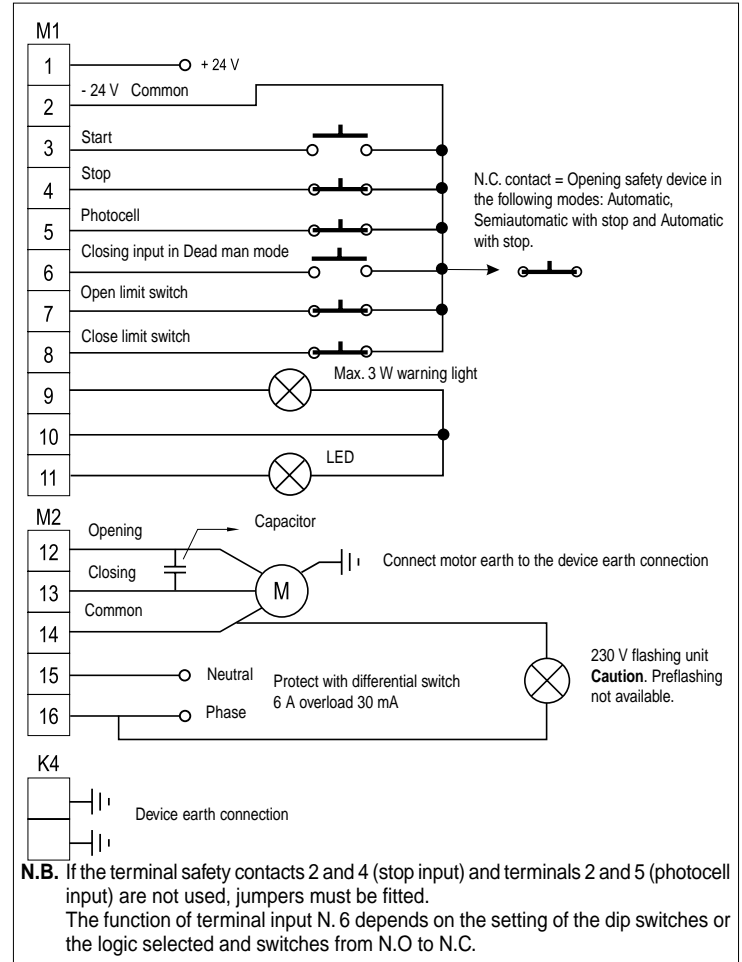 M1
1
+ 24 V
- 24 V Common
2
3
Start
4
Stop
N.C. contact = Opening safety device in
the following modes: Automatic,
Semiautomatic with stop and Automatic
with stop.
5
Photocell
6
Closing input in Dead man mode
7
Open limit switch
8
Close limit switch
9
Max. 3 W warning light
10
11
LED
M2
12
Opening
Capacitor
13
Closing
M
Connect motor earth to the device earth connection
14
Common
15
Neutral
Protect with differential switch
6 A overload 30 mA
16
Phase
230 V flashing unit
Caution. Preflashing
not available.
K4
Device earth connection
N.B. If the terminal safety contacts 2 and 4 (stop input) and terminals 2 and 5 (photocell
input) are not used, jumpers must be fitted.
The function of terminal input N. 6 depends on the setting of the dip switches or
the logic selected and switches from N.O to N.C.